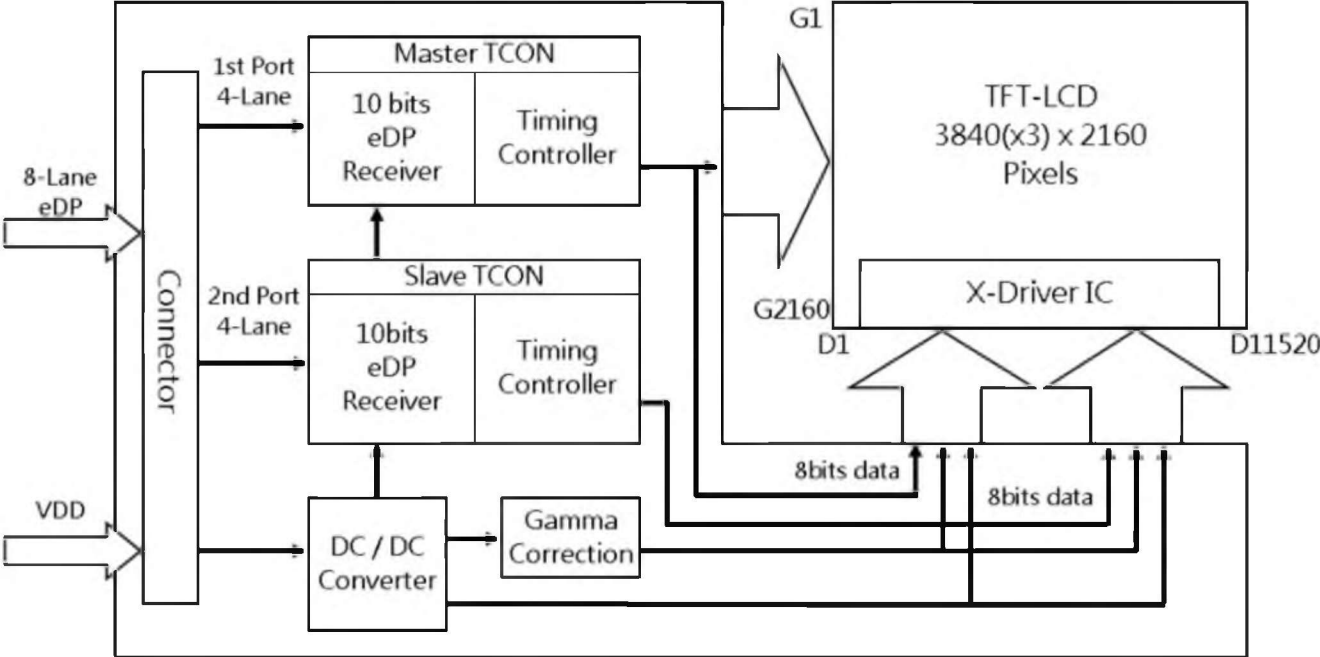 G1
Master TCON
1st Port
4-Lane
10 bits
eDP
Receiver
Timing
Controller
TFT-LCD
3840(x3) x 2160
Pixels
8-Lane
eDP
Connector
Slave TCON
2nd Port
4-Lane
10bits
eDP
Receiver
Timing
Controller
X-Driver IC
G2160
D1
D11520
8bits data
8bits data
VDD
DC / DC
Converter
Gamma
Correction